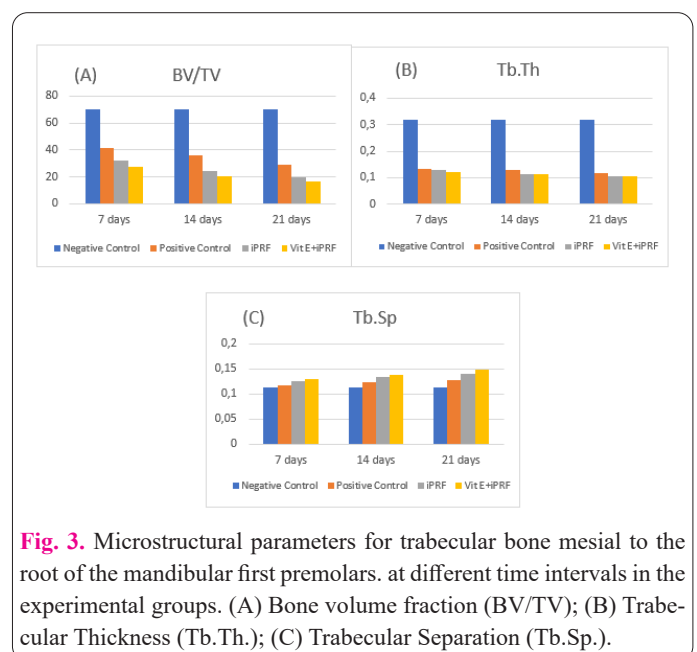 (A) BV/TV
80
60
40
20
0
7 days 14 days 21 days
Negative Control Positive Control iPRF Vit E+iPRF
(B) Tb.Th
0,4
0,3
0,2
0,1
0
7 days 14 days 21 days
Negative Control Positive Control iPRF Vit E+iPRF
(C) Tb.Sp
0,2
0,15
0,1
0,05
0
7 days 14 days 21 days
Negative Control Positive Control iPRF Vit E+iPRF
Fig. 3. Microstructural parameters for trabecular bone mesial to the
root of the mandibular first premolars. at different time intervals in the
experimental groups. (A) Bone volume fraction (BV/TV); (B) Trabe-
cular Thickness (Tb.Th.); (C) Trabecular Separation (Tb.Sp.).